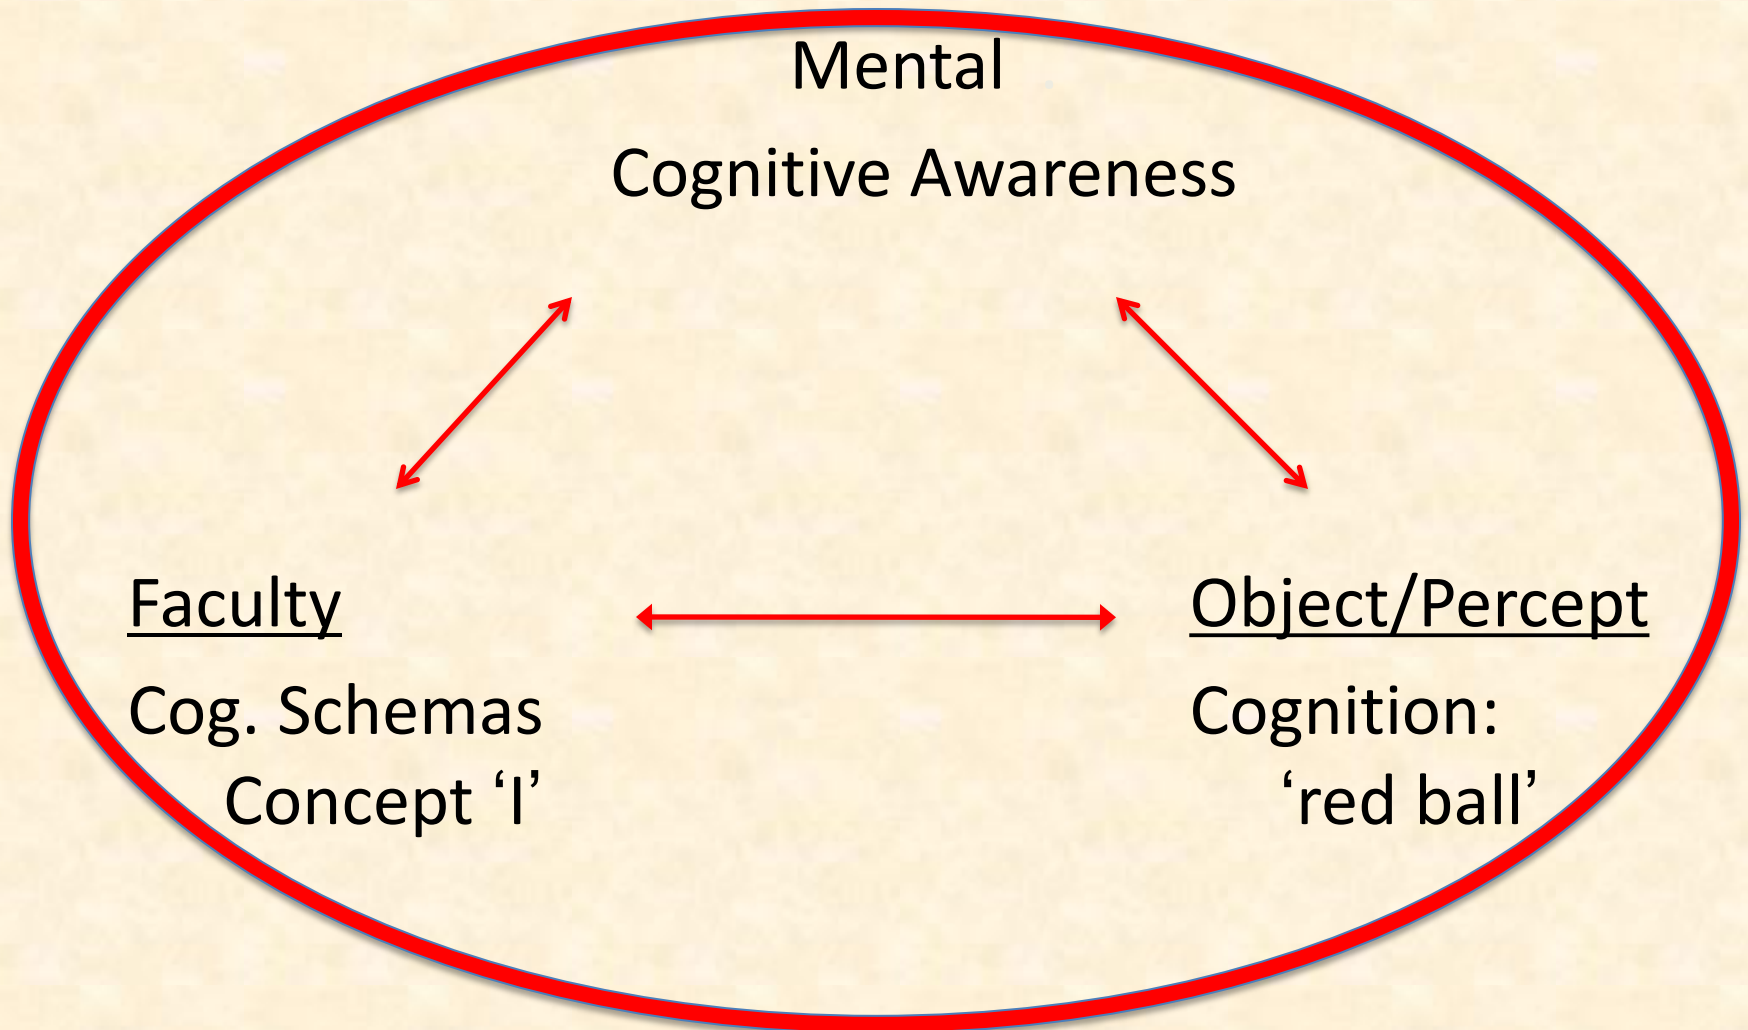 Mental
Cognitive Awareness
Faculty
Object/Percept
Cog. Schemas
Cognition:
Concept ‘I’
‘red ball’